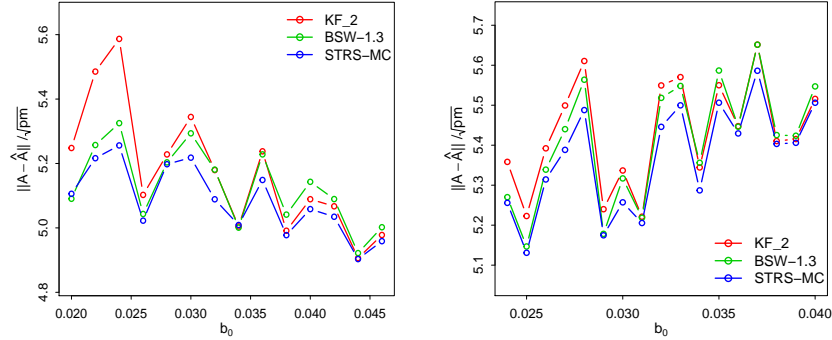 KF_2
BSW−1.3
STRS−MC
5.6
5.4
5.2
5.0
4.8
||A − Â|| /√pm
0.020 0.025 0.030 0.035 0.040 0.045
b₀
5.7
5.6
5.5
5.4
5.3
5.2
5.1
||A − Â|| /√pm
KF_2
BSW−1.3
STRS−MC
0.025 0.030 0.035 0.040
b₀